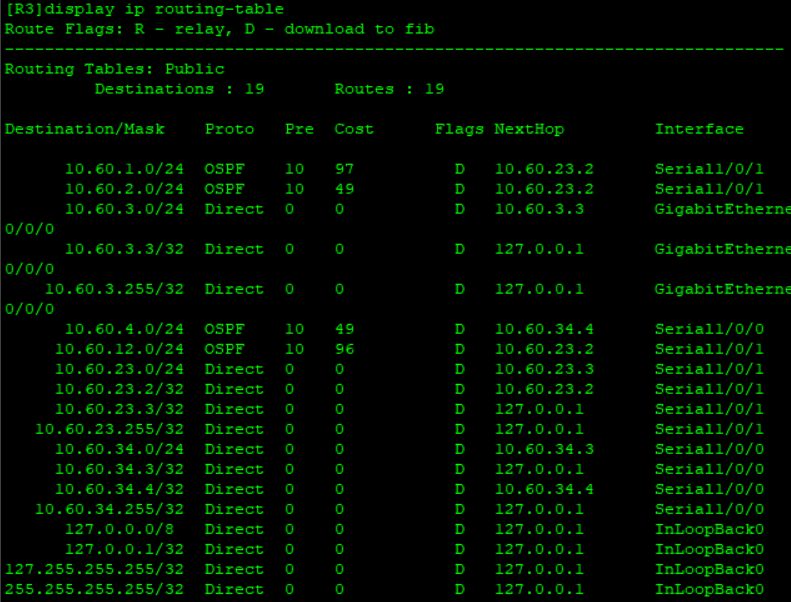 [R3]display ip routing-table
Route Flags: R - relay, D - download to fib
------------------------------------------------------------------------------
Routing Tables: Public
         Destinations : 19       Routes : 19

Destination/Mask    Proto   Pre  Cost      Flags NextHop         Interface

      10.60.1.0/24  OSPF    10   97          D   10.60.23.2      Serial1/0/1
      10.60.2.0/24  OSPF    10   49          D   10.60.23.2      Serial1/0/1
      10.60.3.0/24  Direct  0    0           D   10.60.3.3       GigabitEtherne
0/0/0
      10.60.3.3/32  Direct  0    0           D   127.0.0.1       GigabitEtherne
0/0/0
    10.60.3.255/32  Direct  0    0           D   127.0.0.1       GigabitEtherne
0/0/0
      10.60.4.0/24  OSPF    10   49          D   10.60.34.4      Serial1/0/0
     10.60.12.0/24  OSPF    10   96          D   10.60.23.2      Serial1/0/1
     10.60.23.0/24  Direct  0    0           D   10.60.23.3      Serial1/0/1
     10.60.23.2/32  Direct  0    0           D   10.60.23.2      Serial1/0/1
     10.60.23.3/32  Direct  0    0           D   127.0.0.1       Serial1/0/1
   10.60.23.255/32  Direct  0    0           D   127.0.0.1       Serial1/0/1
     10.60.34.0/24  Direct  0    0           D   10.60.34.3      Serial1/0/0
     10.60.34.3/32  Direct  0    0           D   127.0.0.1       Serial1/0/0
     10.60.34.4/32  Direct  0    0           D   10.60.34.4      Serial1/0/0
   10.60.34.255/32  Direct  0    0           D   127.0.0.1       Serial1/0/0
      127.0.0.0/8   Direct  0    0           D   127.0.0.1       InLoopBack0
      127.0.0.1/32  Direct  0    0           D   127.0.0.1       InLoopBack0
127.255.255.255/32  Direct  0    0           D   127.0.0.1       InLoopBack0
255.255.255.255/32  Direct  0    0           D   127.0.0.1       InLoopBack0